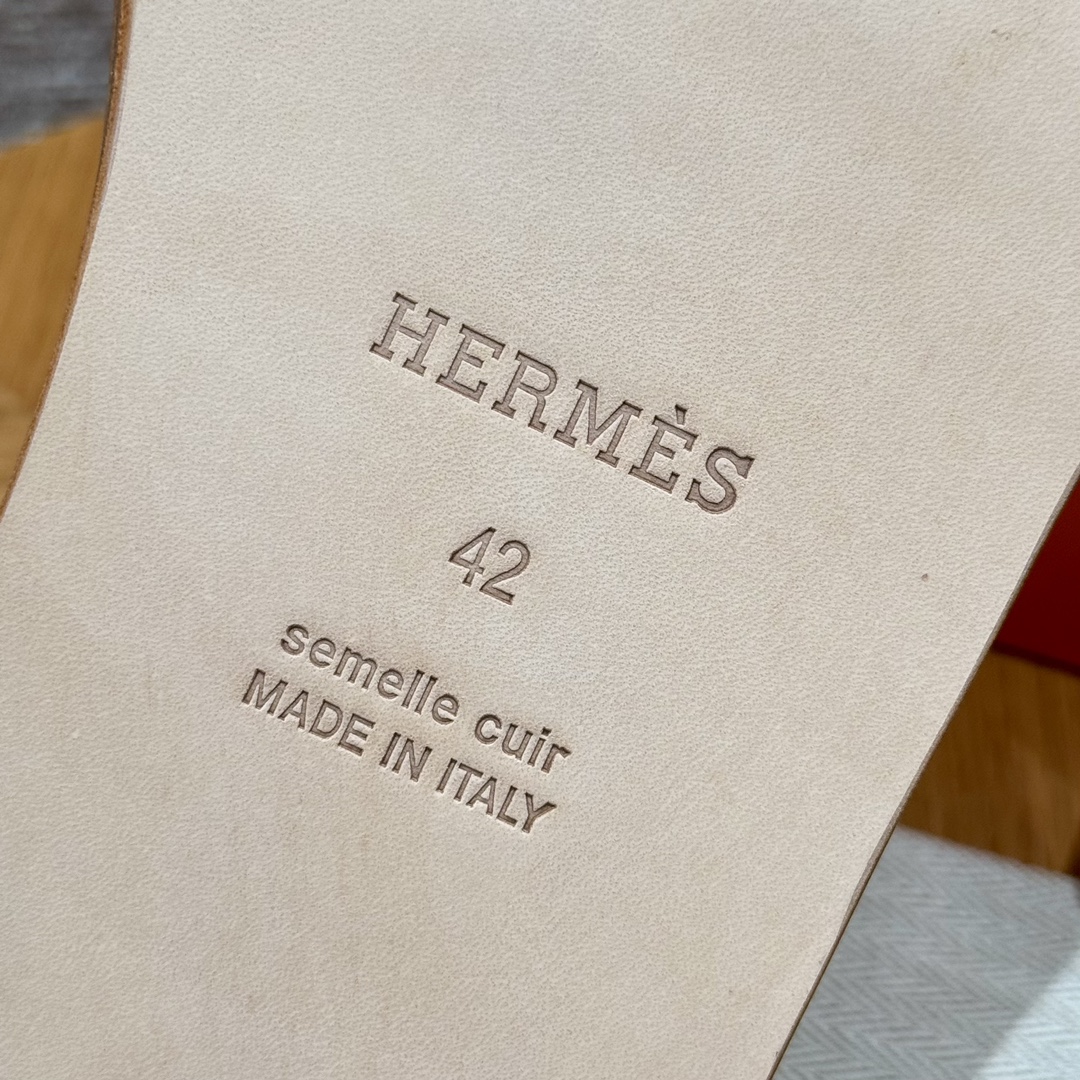 HERMÈS
42
semelle cuir
MADE IN ITALY